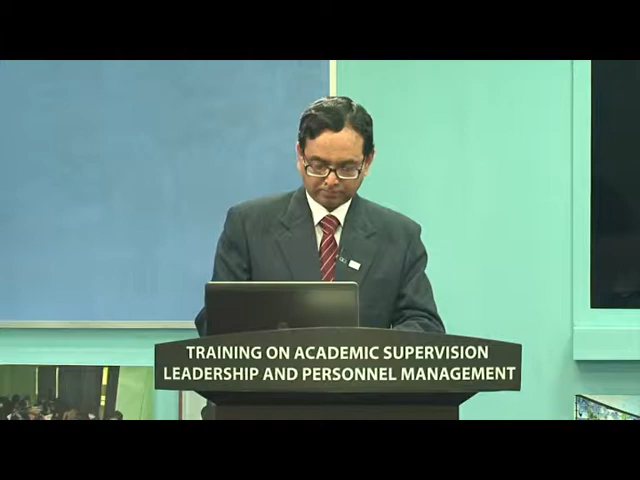 TRAINING ON ACADEMIC SUPERVISION
LEADERSHIP AND PERSONNEL MANAGEMENT